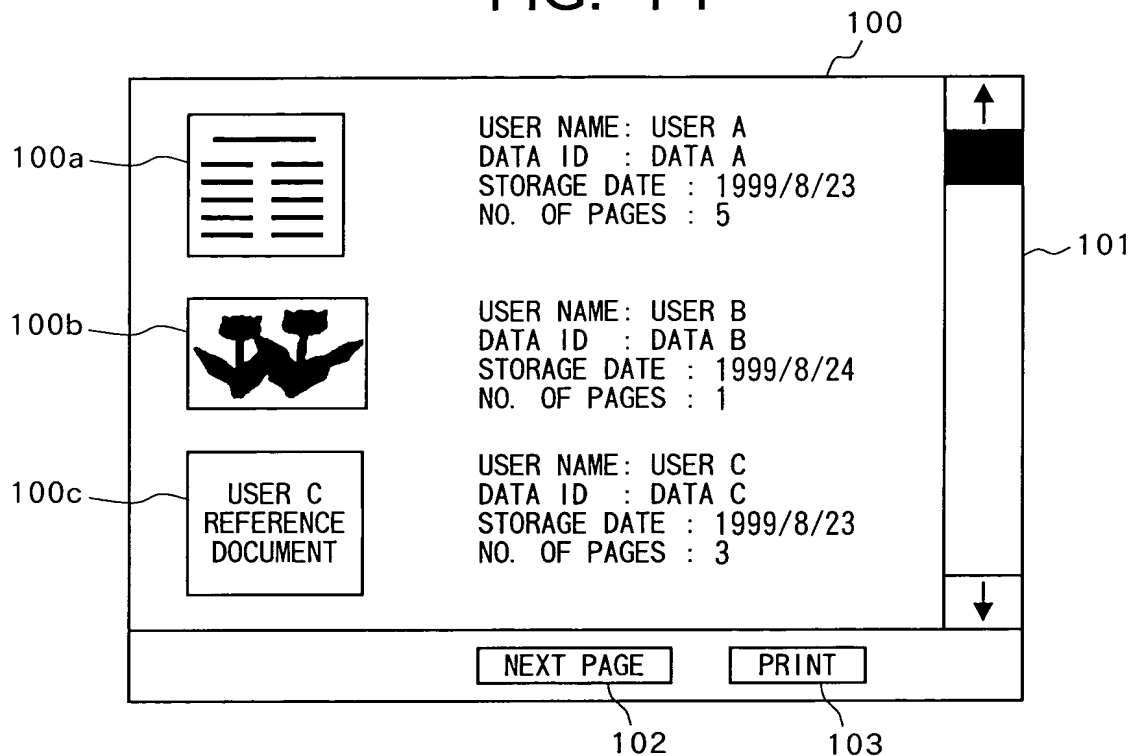 100
100a
USER NAME: USER A
DATA ID : DATA A
STORAGE DATE : 1999/8/23
NO. OF PAGES : 5
101
100b
USER NAME: USER B
DATA ID : DATA B
STORAGE DATE : 1999/8/24
NO. OF PAGES : 1
100c
USER C
REFERENCE
DOCUMENT
USER NAME: USER C
DATA ID : DATA C
STORAGE DATE : 1999/8/23
NO. OF PAGES : 3
NEXT PAGE PRINT
102 103